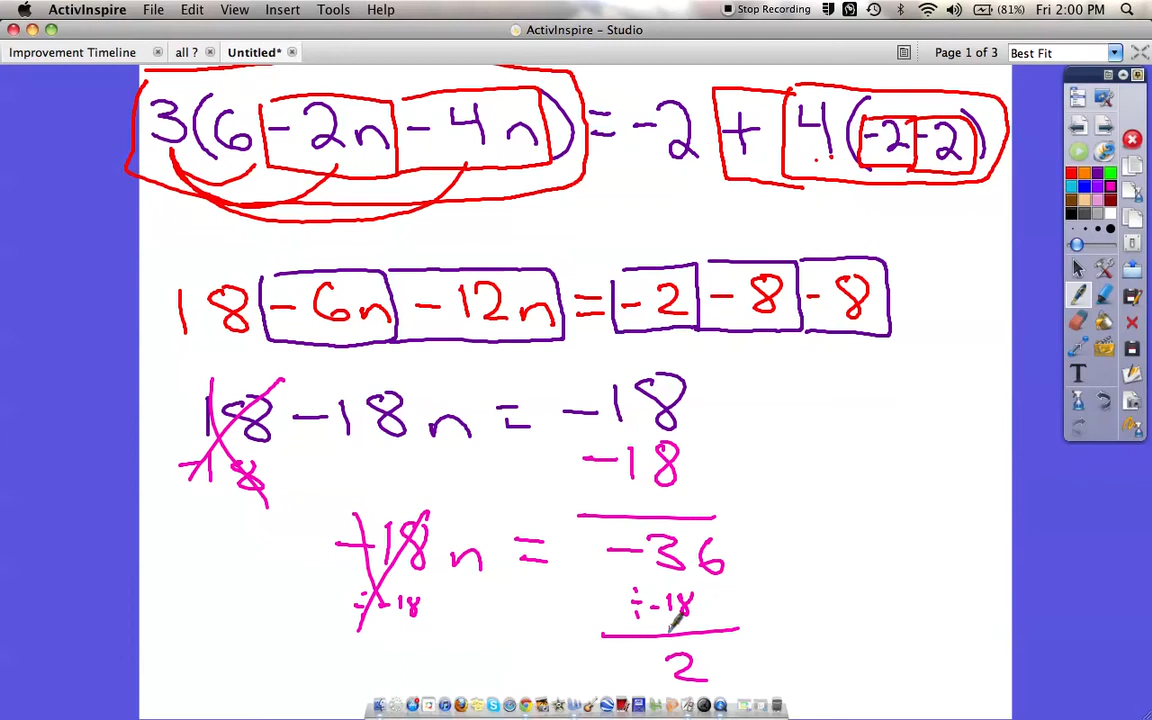 ActivInspire File Edit View Insert Tools Help Stop Recording (81%) Fri 2:00 PM
ActivInspire - Studio
Improvement Timeline all ? Untitled* Page 1 of 3 Best Fit
3(6 - 2n - 4n) = -2 + 4(-2 - 2)
18 - 6n - 12n = -2 - 8 - 8
18 - 18n = -18
-18 -18
-18n = -36
÷ -18 ÷ -18
2